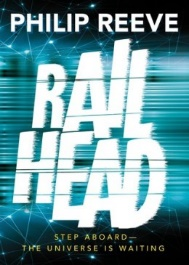 PHILIP REEVE
RAIL
HEAD
STEP ABOARD—
THE UNIVERSE IS WAITING